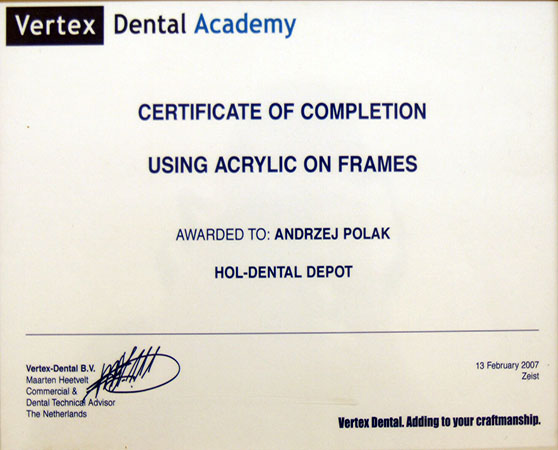 Vertex Dental Academy
CERTIFICATE OF COMPLETION
USING ACRYLIC ON FRAMES
AWARDED TO: ANDRZEJ POLAK
HOL-DENTAL DEPOT
Vertex-Dental B.V.
Maarten Heetvelt
Commercial &
Dental Technical Advisor
The Netherlands
13 February 2007
Zeist
Vertex Dental. Adding to your craftmanship.